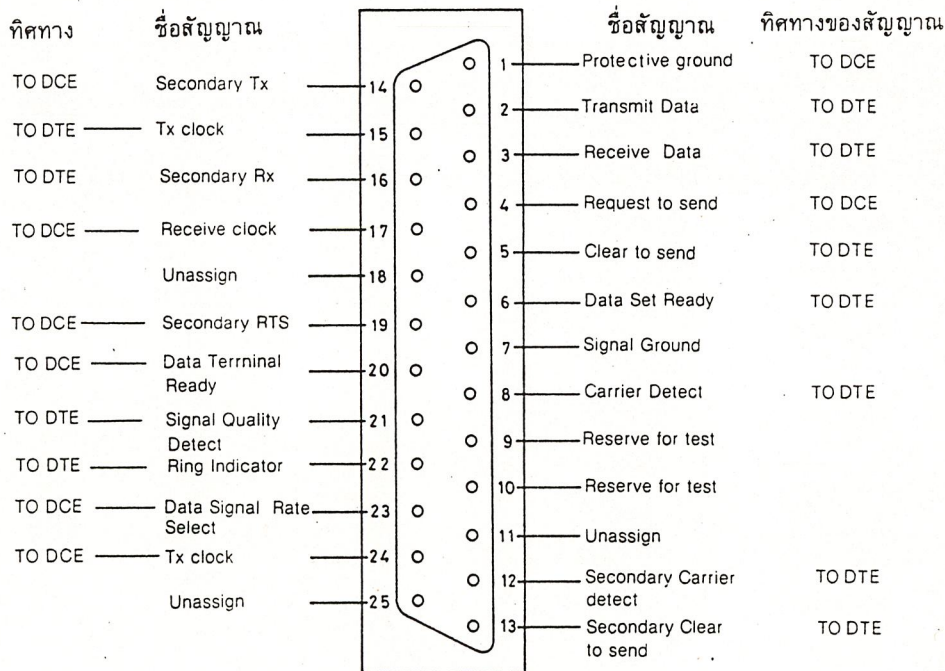 ทิศทาง ชื่อสัญญาณ ชื่อสัญญาณ ทิศทางของสัญญาณ
1 Protective ground TO DCE
TO DCE Secondary Tx 14
2 Transmit Data TO DTE
TO DTE Tx clock 15
3 Receive Data TO DTE
TO DTE Secondary Rx 16
4 Request to send TO DCE
TO DCE Receive clock 17
5 Clear to send TO DTE
Unassign 18
6 Data Set Ready TO DTE
TO DCE Secondary RTS 19
7 Signal Ground
TO DCE Data Terrninal 20
Ready
8 Carrier Detect TO DTE
TO DTE Signal Quality 21
Detect
9 Reserve for test
TO DTE Ring Indicator 22
10 Reserve for test
TO DCE Data Signal Rate 23
Select
11 Unassign
TO DCE Tx clock 24
12 Secondary Carrier TO DTE
detect
Unassign 25
13 Secondary Clear TO DTE
to send